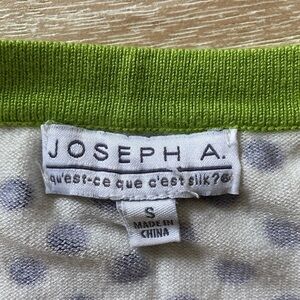 JOSEPH A.
qu'est-ce que c'est silk?®
S
MADE IN
CHINA